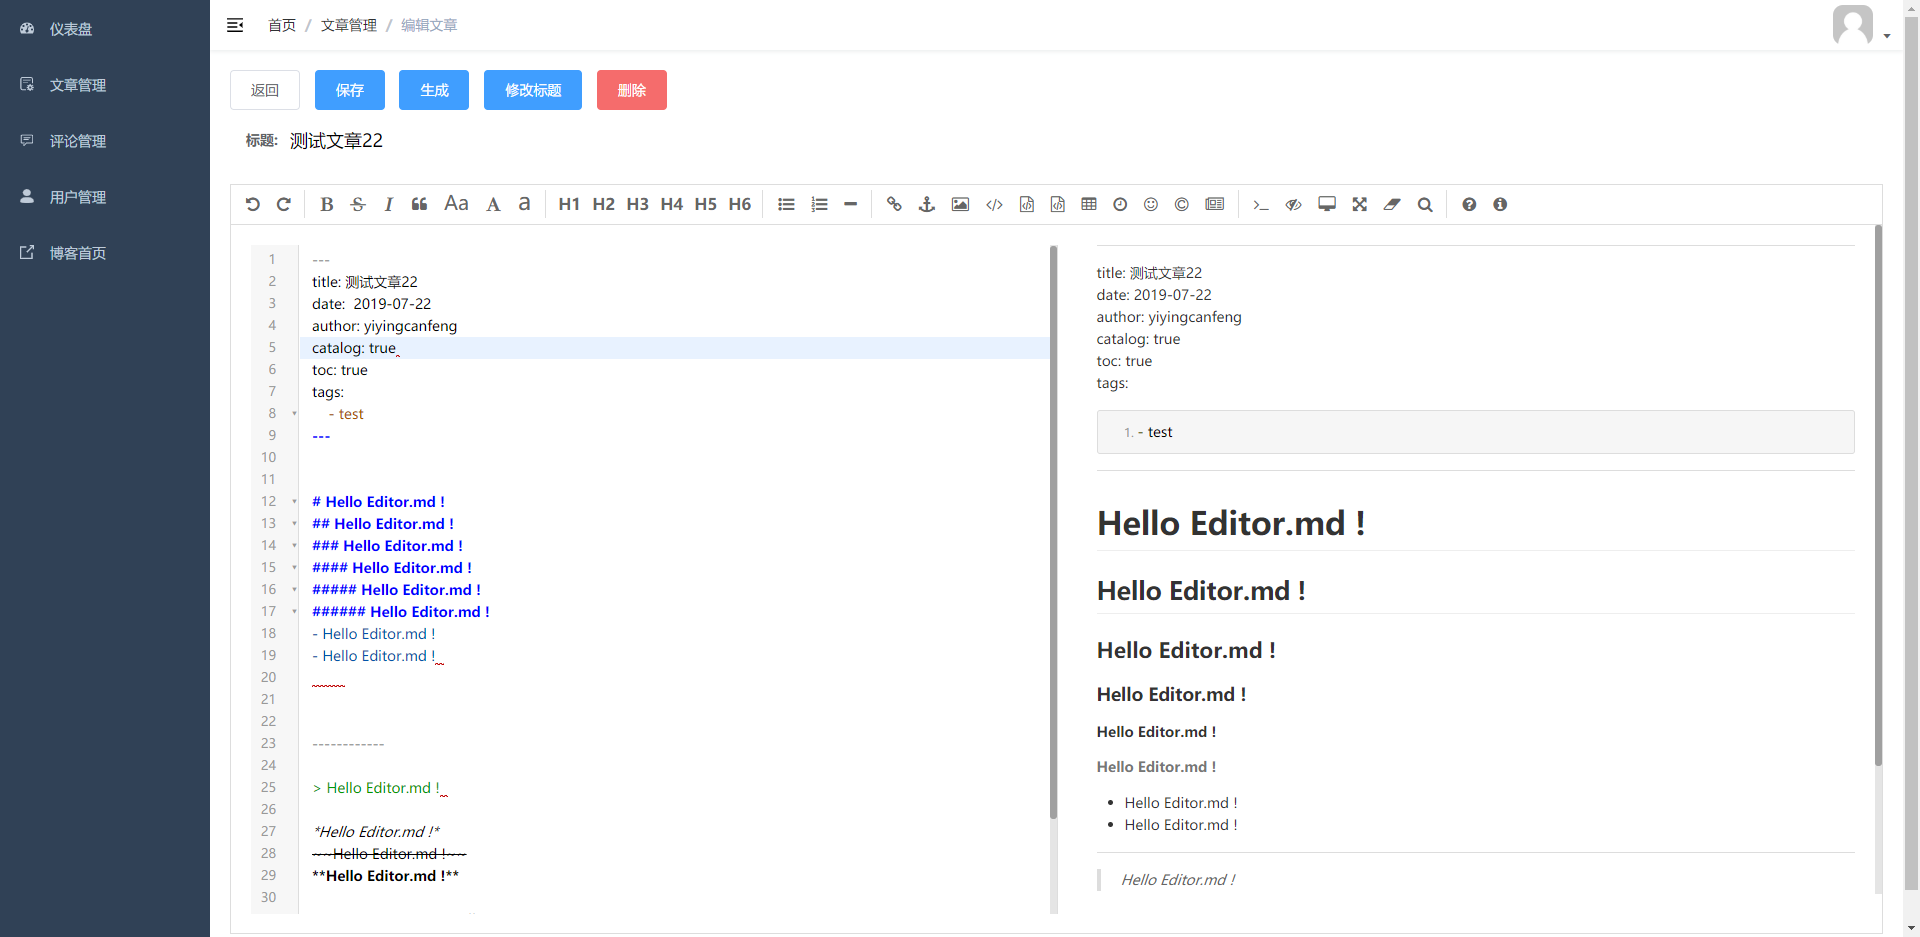 仪表盘
文章管理
评论管理
用户管理
博客首页
首页 / 文章管理 / 编辑文章
返回 保存 生成 修改标题 删除
标题: 测试文章22
B S I Aa A a H1 H2 H3 H4 H5 H6
1 ---
2 title: 测试文章22
3 date:  2019-07-22
4 author: yiyingcanfeng
5 catalog: true
6 toc: true
7 tags:
8 - test
9 ---
10
11
12 # Hello Editor.md !
13 ## Hello Editor.md !
14 ### Hello Editor.md !
15 #### Hello Editor.md !
16 ##### Hello Editor.md !
17 ###### Hello Editor.md !
18 - Hello Editor.md !
19 - Hello Editor.md !
20
21
22
23 ------------
24
25 > Hello Editor.md !
26
27 *Hello Editor.md !*
28 ~~Hello Editor.md !~~
29 **Hello Editor.md !**
30
title: 测试文章22
date: 2019-07-22
author: yiyingcanfeng
catalog: true
toc: true
tags:
1. - test
Hello Editor.md !
Hello Editor.md !
Hello Editor.md !
Hello Editor.md !
Hello Editor.md !
Hello Editor.md !
• Hello Editor.md !
• Hello Editor.md !
Hello Editor.md !